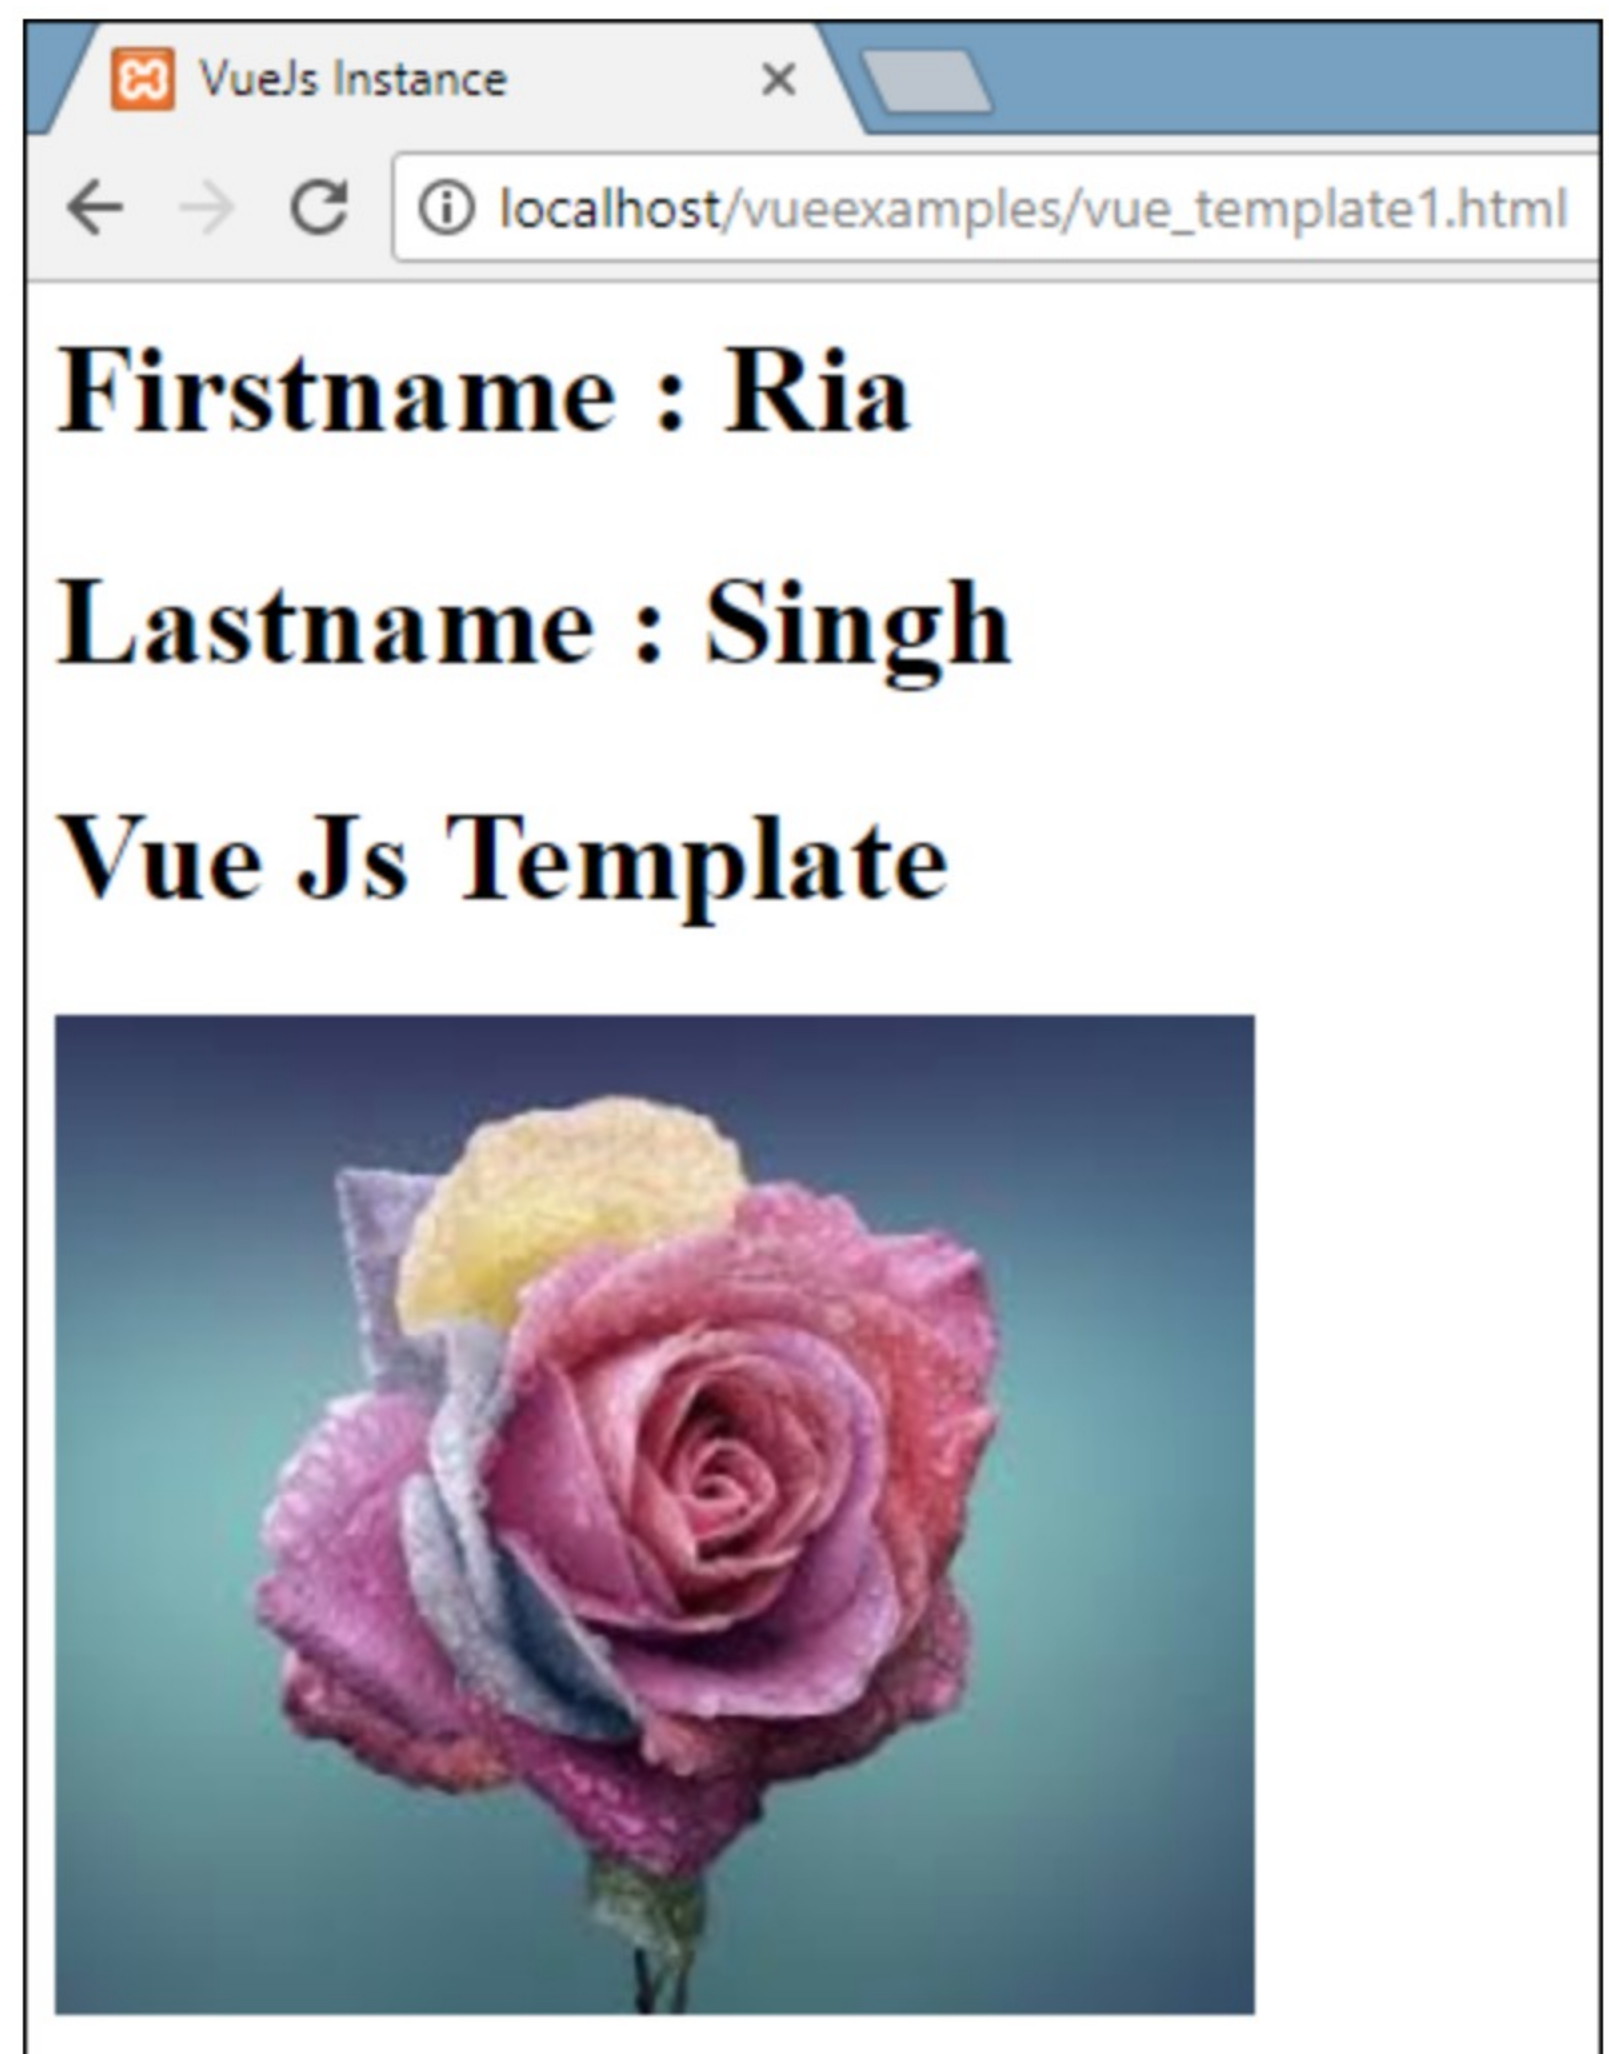 VueJs Instance
localhost/vueexamples/vue_template1.html
Firstname : Ria
Lastname : Singh
Vue Js Template